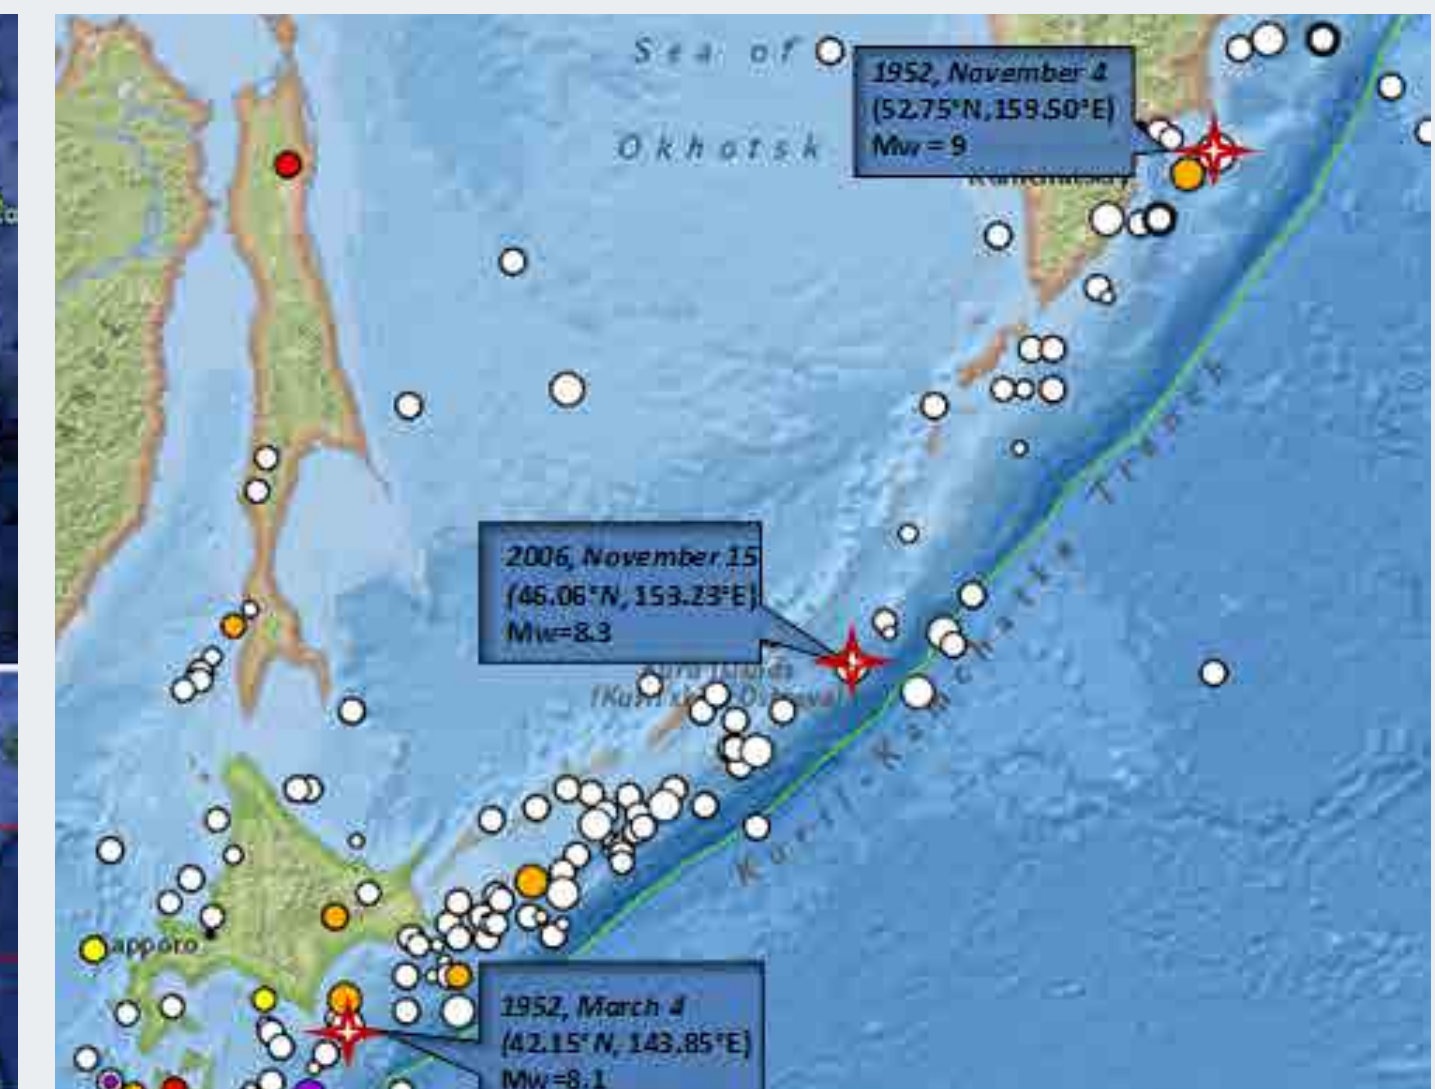 Sea of
Okhotsk
1952, November 4
(52.75°N,159.50°E)
Mw = 9
2006, November 15
(46.06°N, 153.23°E)
Mw=8.3
Kuril-Kamchatka Trench
Sapporo
1952, March 4
(42.15°N, 143.85°E)
Mw=8.1